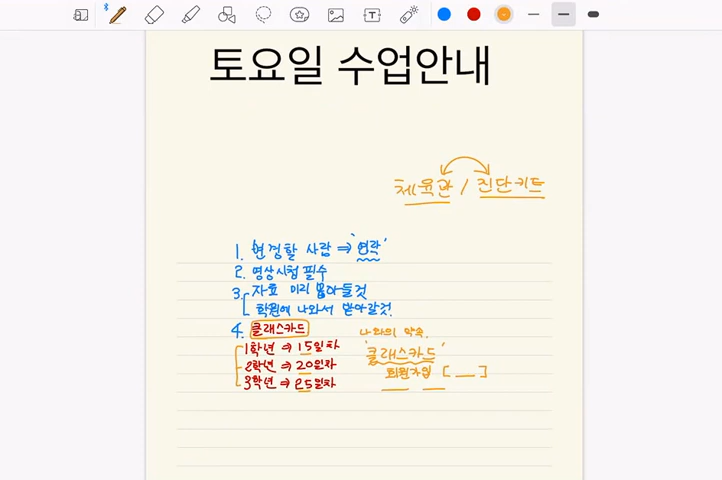 토요일 수업안내
체육관 / 진단키트
1. 변경할 사람 ⇒ '연락'
2. 영상시청 필수
3. 자료 미리 뽑아둘것
학원에 나와서 받아갈것.
4. 클래스카드
나와의 약속.
1학년 ⇒ 15일차
'클래스카드'
2학년 ⇒ 20일차
회원가입 [ __ ]
3학년 ⇒ 25일차